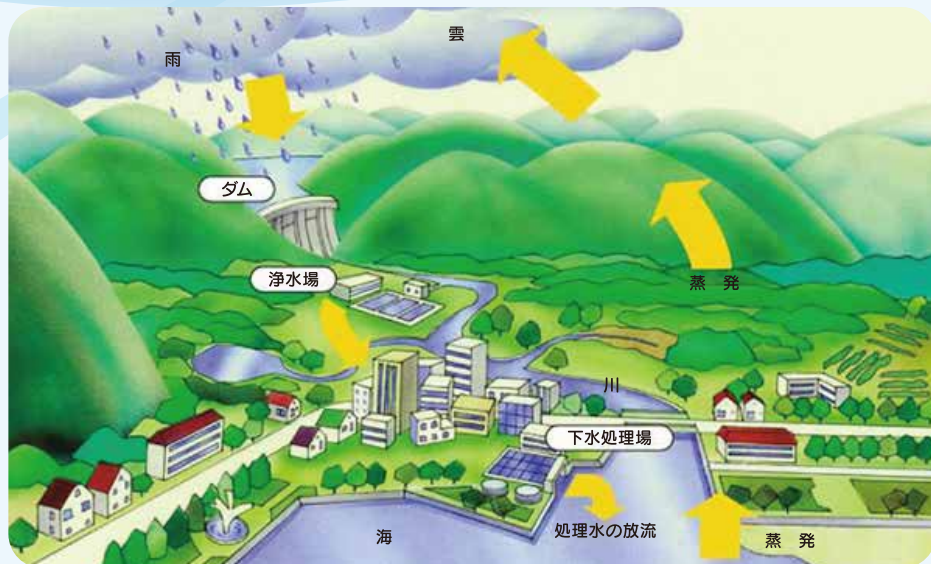 雲
雨
ダム
浄水場
蒸 発
川
下水処理場
処理水の放流
海
蒸 発